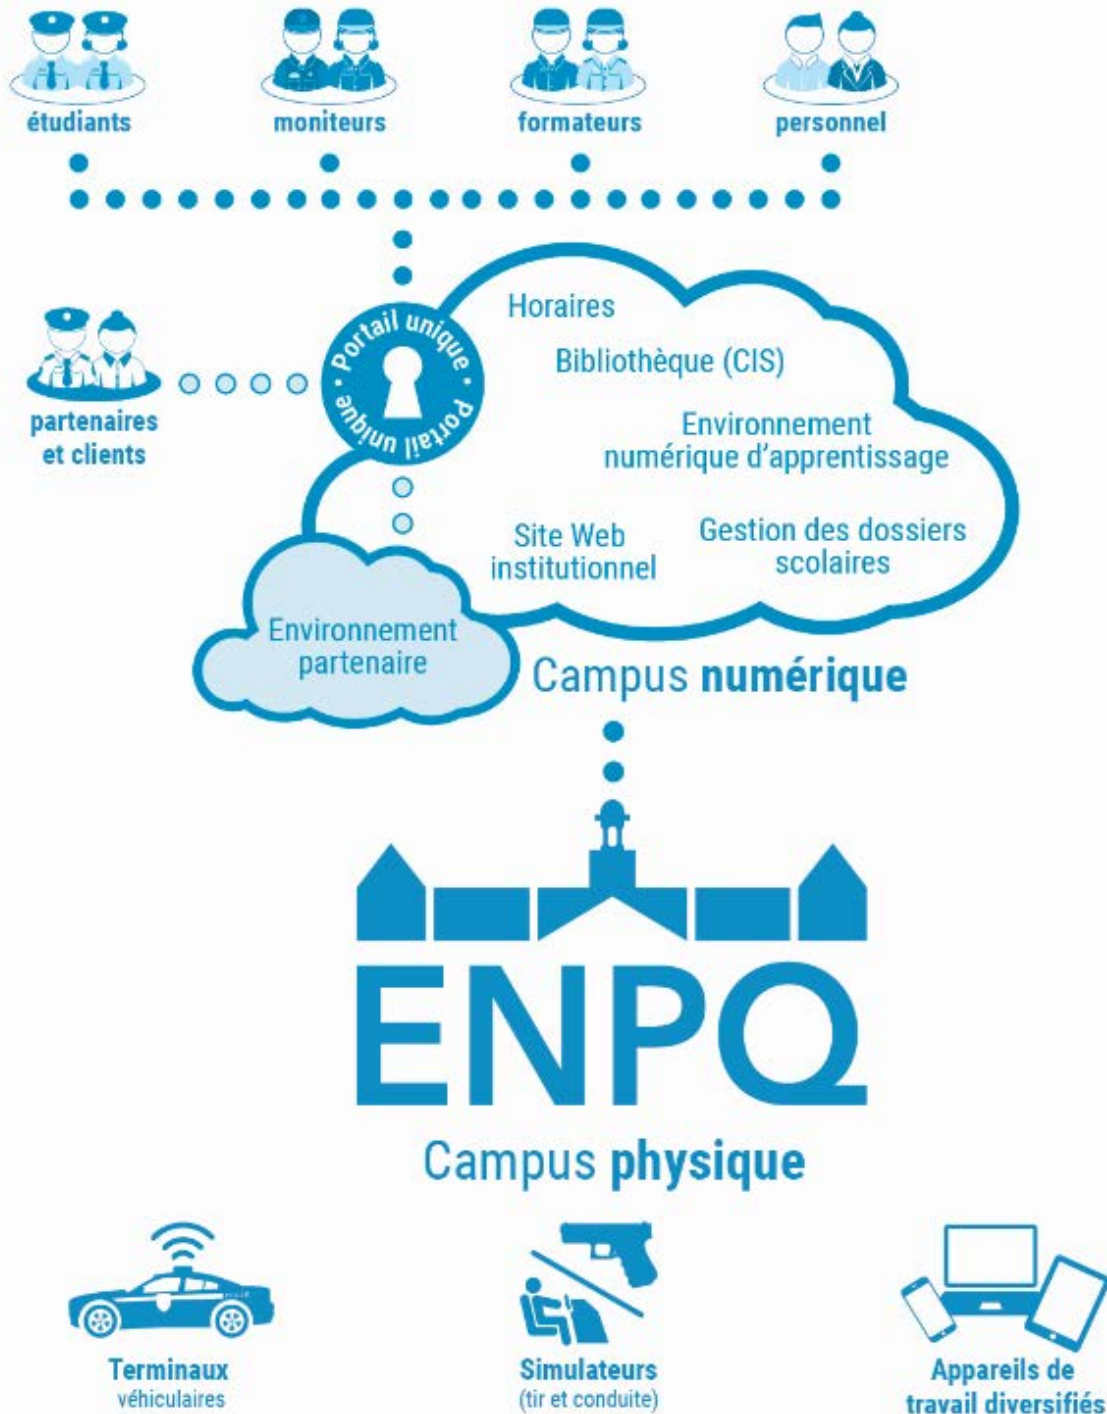 étudiants
moniteurs
formateurs
personnel
Portail unique · Portail unique ·
partenaires
et clients
Horaires
Bibliothèque (CIS)
Environnement
numérique d'apprentissage
Site Web
institutionnel
Gestion des dossiers
scolaires
Environnement
partenaire
Campus numérique
ENPQ
Campus physique
Terminaux
véhiculaires
Simulateurs
(tir et conduite)
Appareils de
travail diversifiés